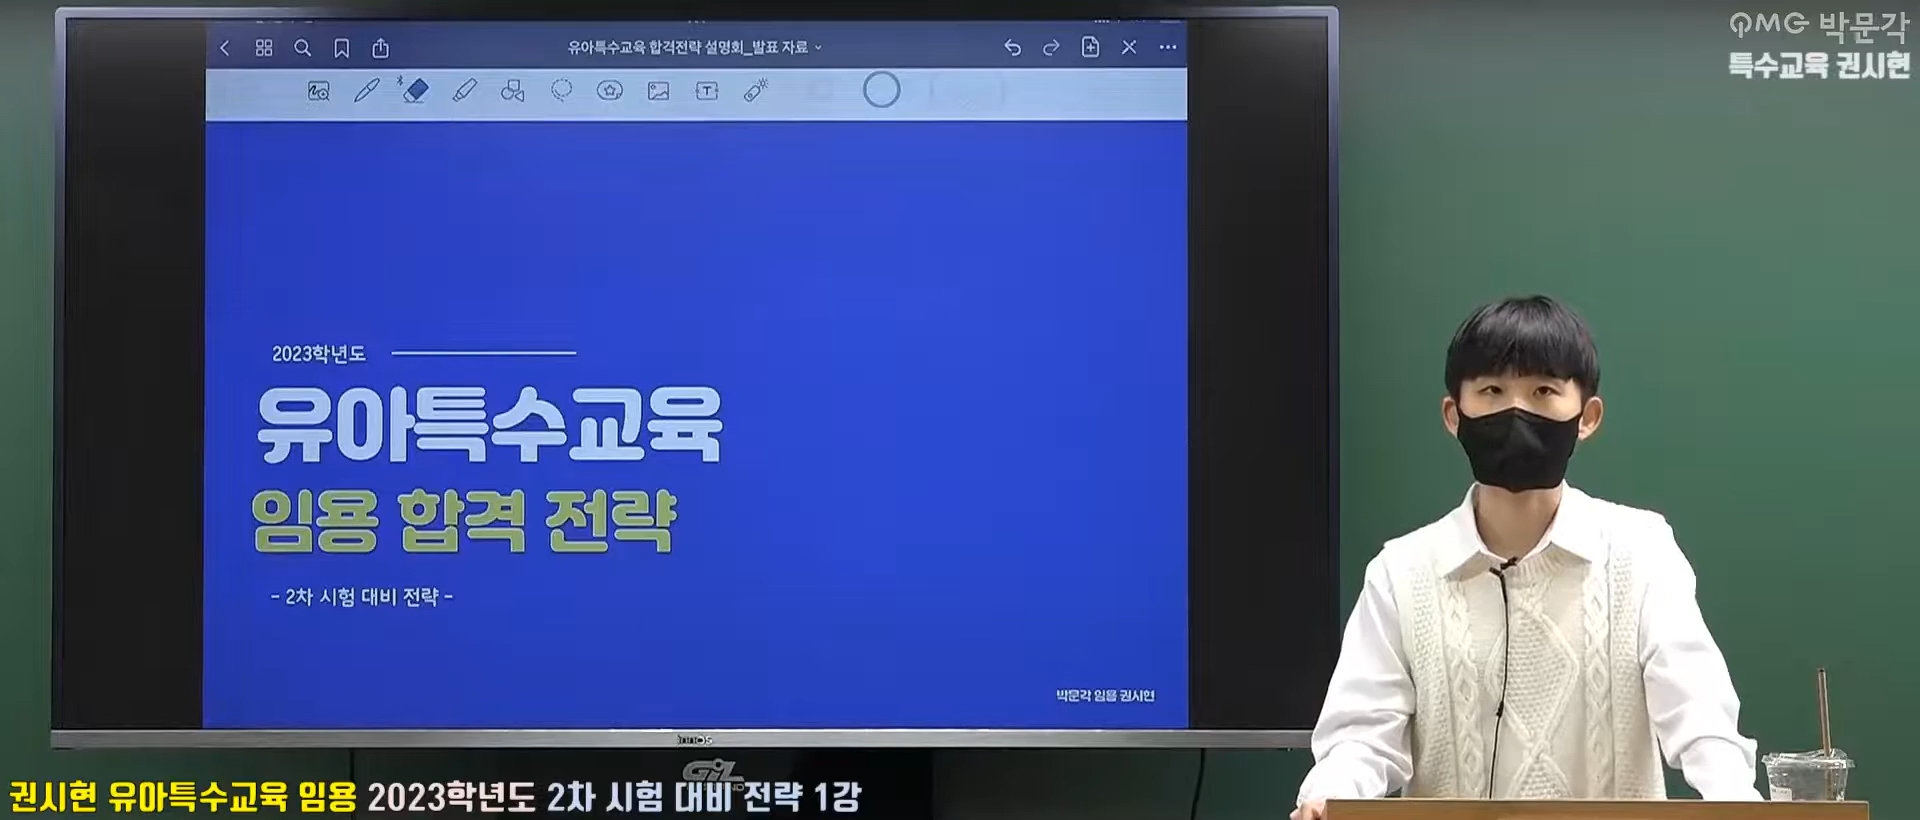 PMG 박문각
특수교육 권시현
유아특수교육 합격전략 설명회_발표 자료
T
2023학년도
유아특수교육
임용 합격 전략
- 2차 시험 대비 전략 -
박문각 임용 권시현
innos
권시현 유아특수교육 임용 2023학년도 2차 시험 대비 전략 1강